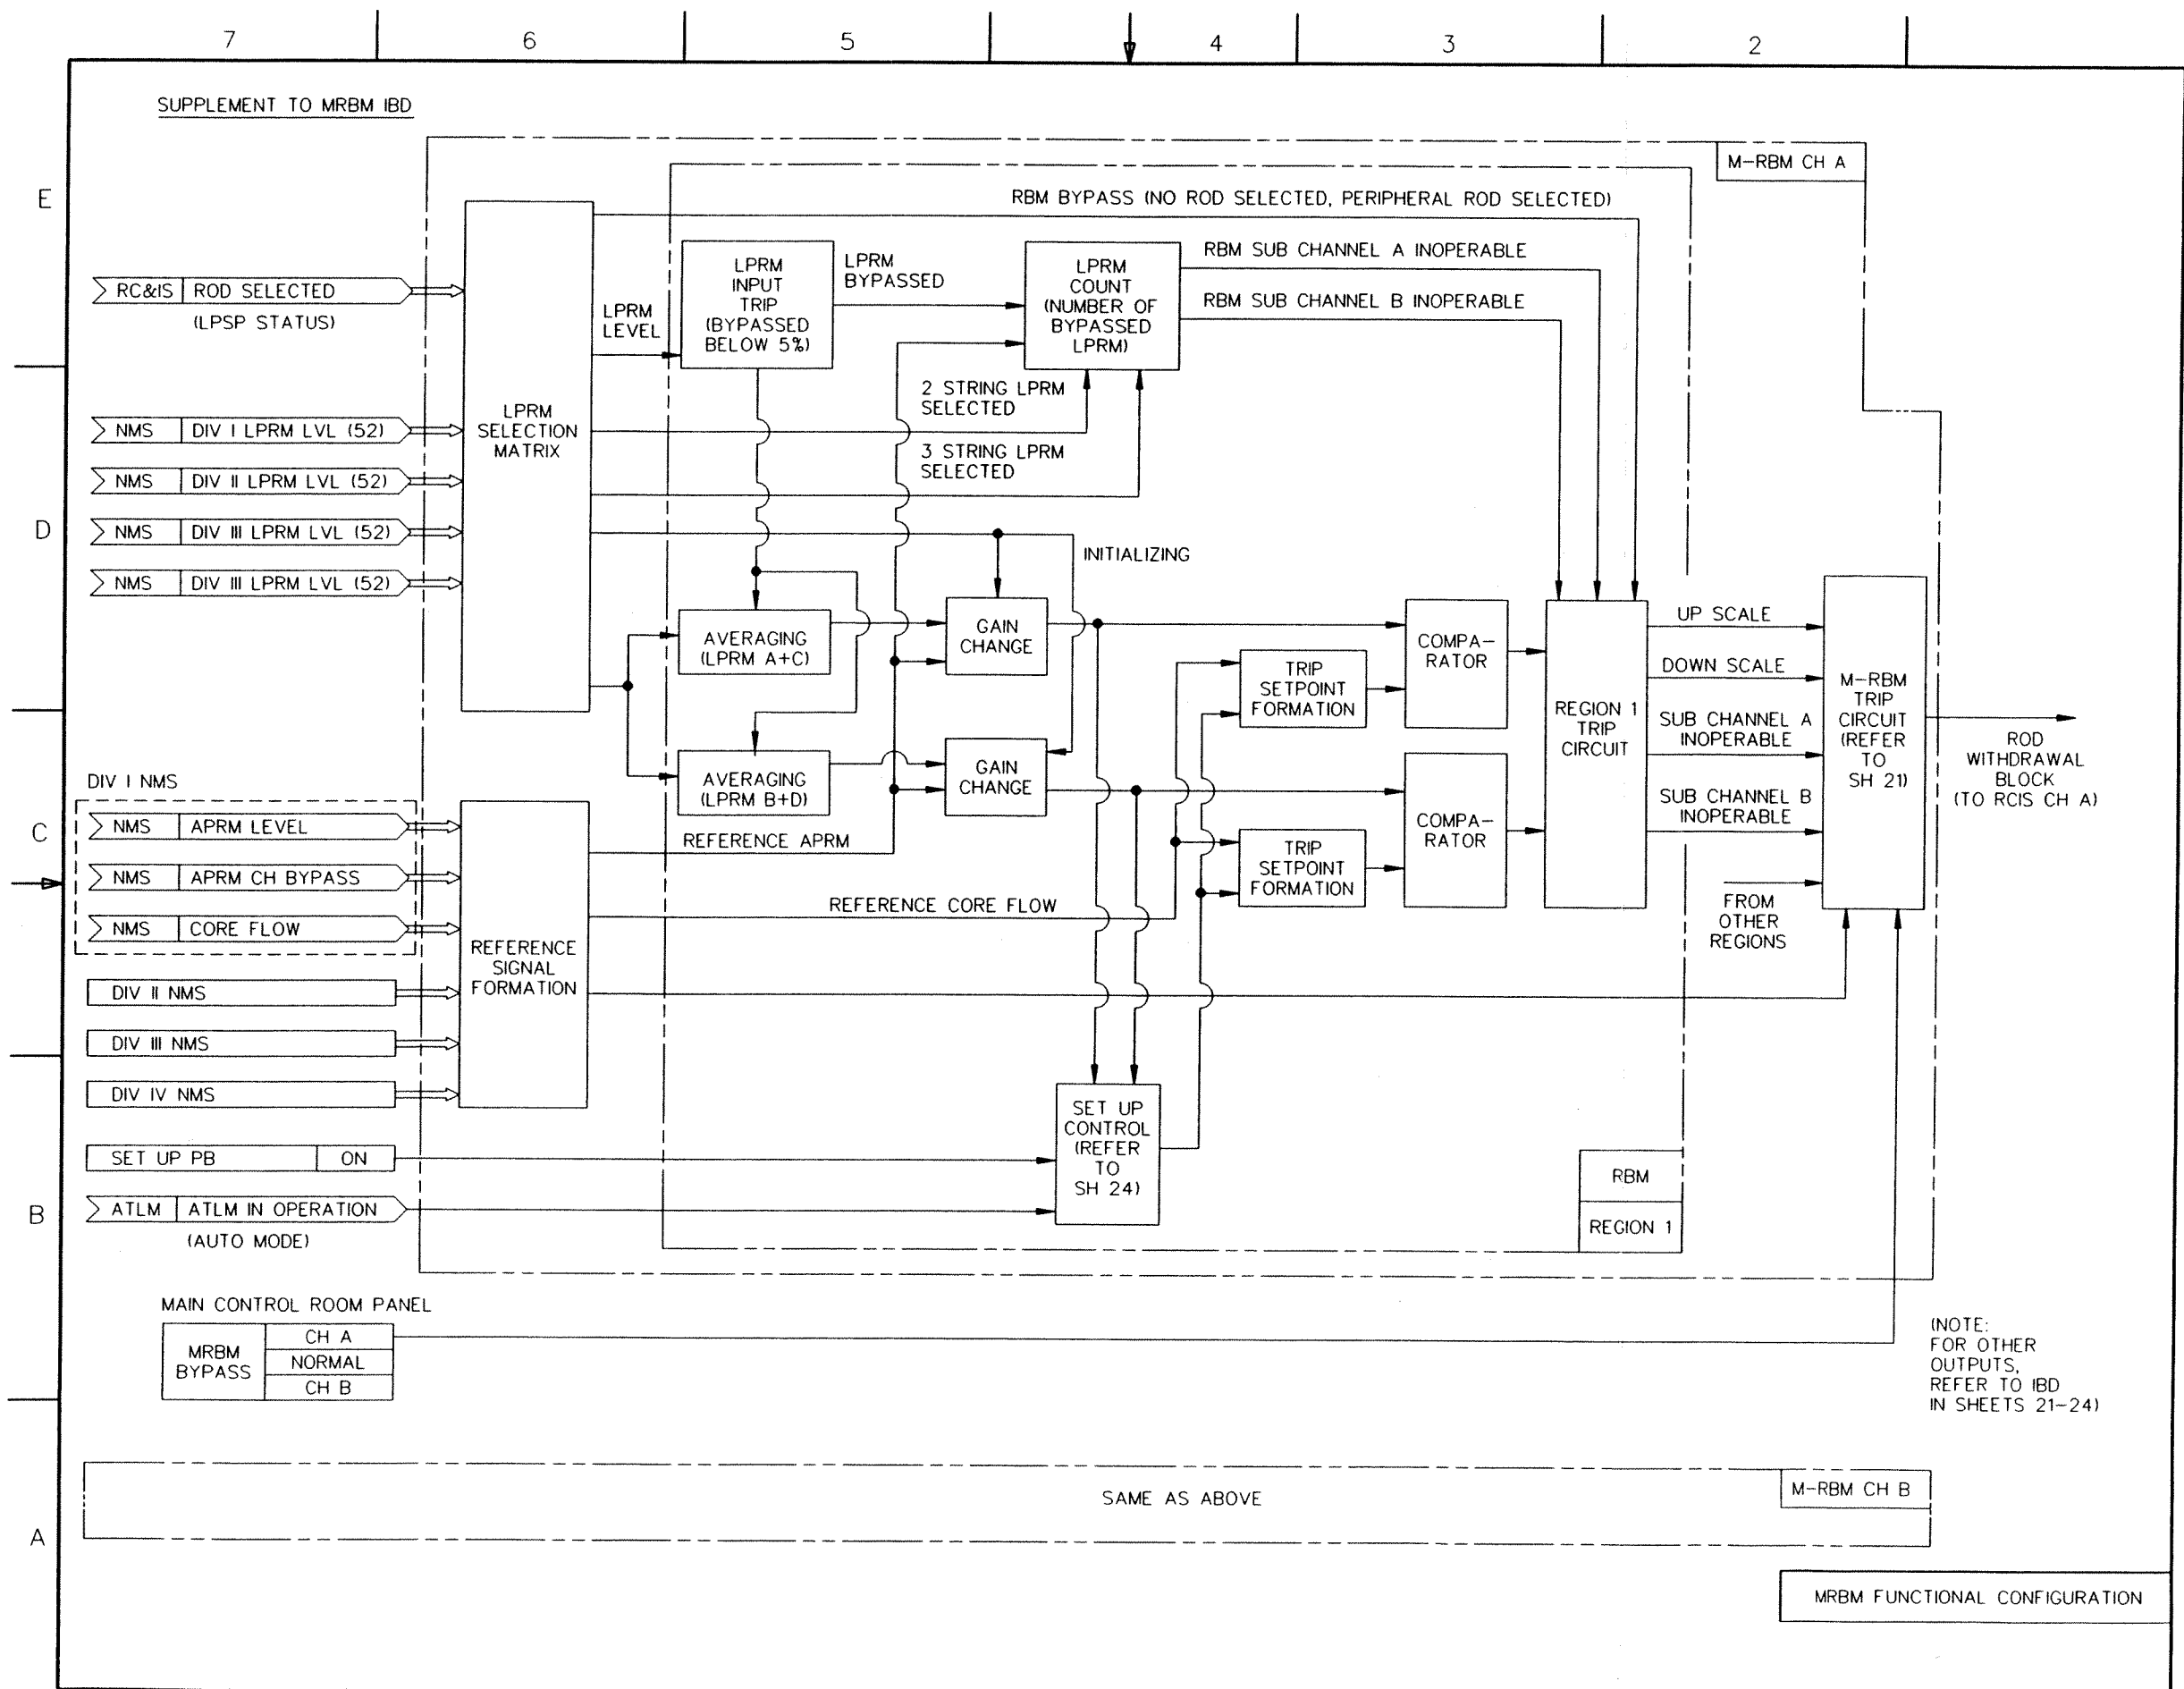 7 6 5 4 3 2
SUPPLEMENT TO MRBM IBD
M-RBM CH A
E
RBM BYPASS (NO ROD SELECTED, PERIPHERAL ROD SELECTED)
RC&IS ROD SELECTED
(LPSP STATUS)
LPRM
LEVEL
LPRM
INPUT
TRIP
(BYPASSED
BELOW 5%)
LPRM
BYPASSED
LPRM
COUNT
(NUMBER OF
BYPASSED
LPRM)
RBM SUB CHANNEL A INOPERABLE
RBM SUB CHANNEL B INOPERABLE
2 STRING LPRM
SELECTED
3 STRING LPRM
SELECTED
LPRM
SELECTION
MATRIX
NMS DIV I LPRM LVL (52)
NMS DIV II LPRM LVL (52)
D
NMS DIV III LPRM LVL (52)
NMS DIV III LPRM LVL (52)
INITIALIZING
AVERAGING
(LPRM A+C)
GAIN
CHANGE
TRIP
SETPOINT
FORMATION
COMPA-
RATOR
REGION 1
TRIP
CIRCUIT
UP SCALE
DOWN SCALE
SUB CHANNEL A
INOPERABLE
SUB CHANNEL B
INOPERABLE
M-RBM
TRIP
CIRCUIT
(REFER
TO
SH 21)
ROD
WITHDRAWAL
BLOCK
(TO RCIS CH A)
AVERAGING
(LPRM B+D)
GAIN
CHANGE
TRIP
SETPOINT
FORMATION
COMPA-
RATOR
FROM
OTHER
REGIONS
DIV I NMS
C
NMS APRM LEVEL
NMS APRM CH BYPASS
NMS CORE FLOW
REFERENCE APRM
REFERENCE CORE FLOW
REFERENCE
SIGNAL
FORMATION
DIV II NMS
DIV III NMS
DIV IV NMS
SET UP PB ON
B
ATLM ATLM IN OPERATION
(AUTO MODE)
SET UP
CONTROL
(REFER
TO
SH 24)
RBM
REGION 1
MAIN CONTROL ROOM PANEL
MRBM
BYPASS
CH A
NORMAL
CH B
(NOTE:
FOR OTHER
OUTPUTS,
REFER TO IBD
IN SHEETS 21-24)
M-RBM CH B
SAME AS ABOVE
A
MRBM FUNCTIONAL CONFIGURATION